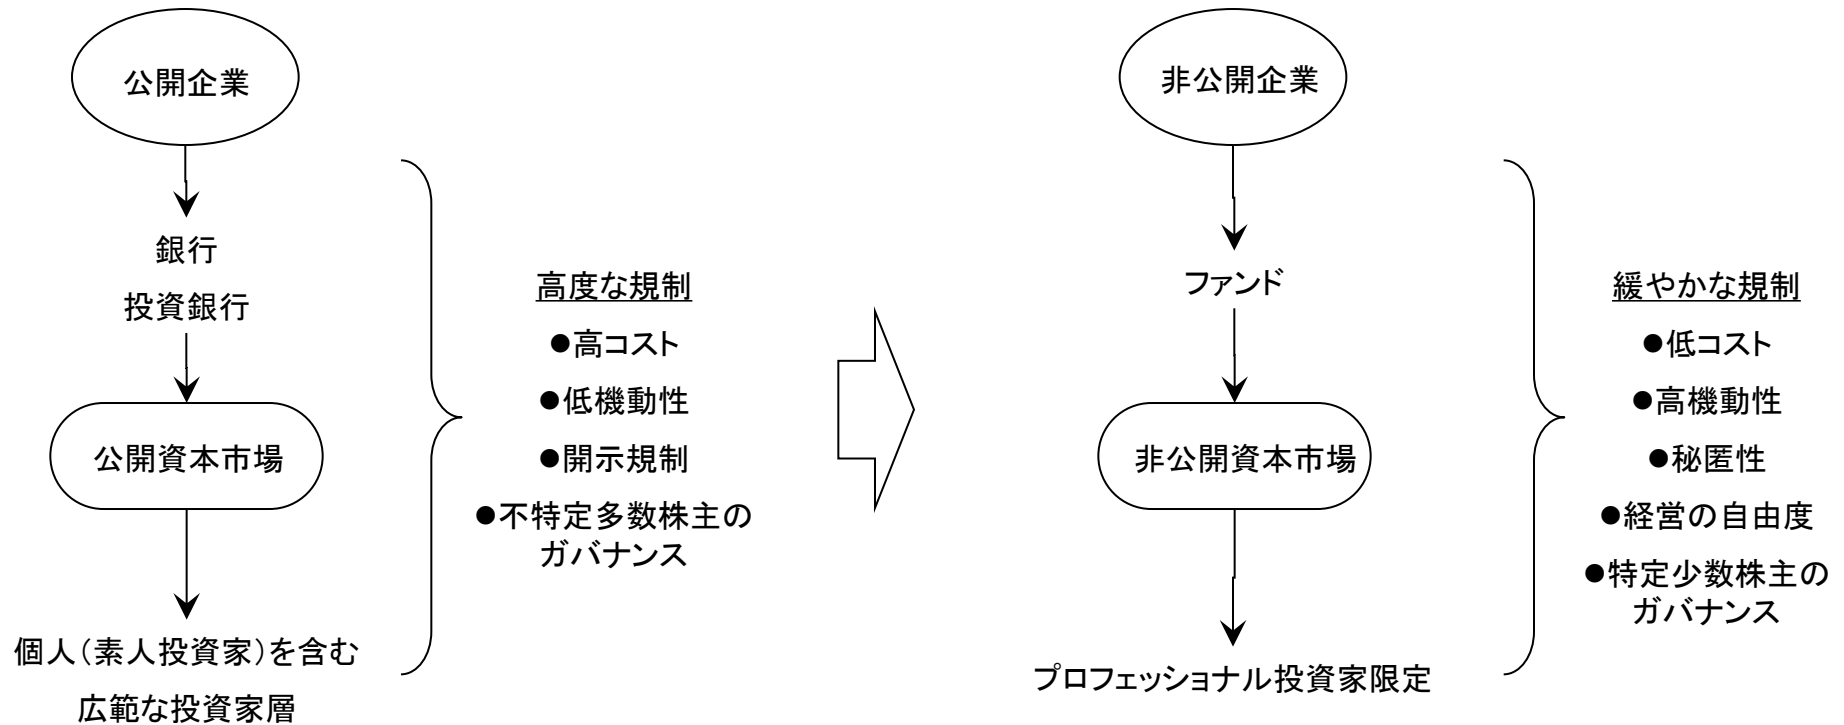 公開企業
銀行
投資銀行
公開資本市場
個人（素人投資家）を含む
広範な投資家層
高度な規制
●高コスト
●低機動性
●開示規制
●不特定多数株主の
ガバナンス
非公開企業
ファンド
非公開資本市場
プロフェッショナル投資家限定
緩やかな規制
●低コスト
●高機動性
●秘匿性
●経営の自由度
●特定少数株主の
ガバナンス